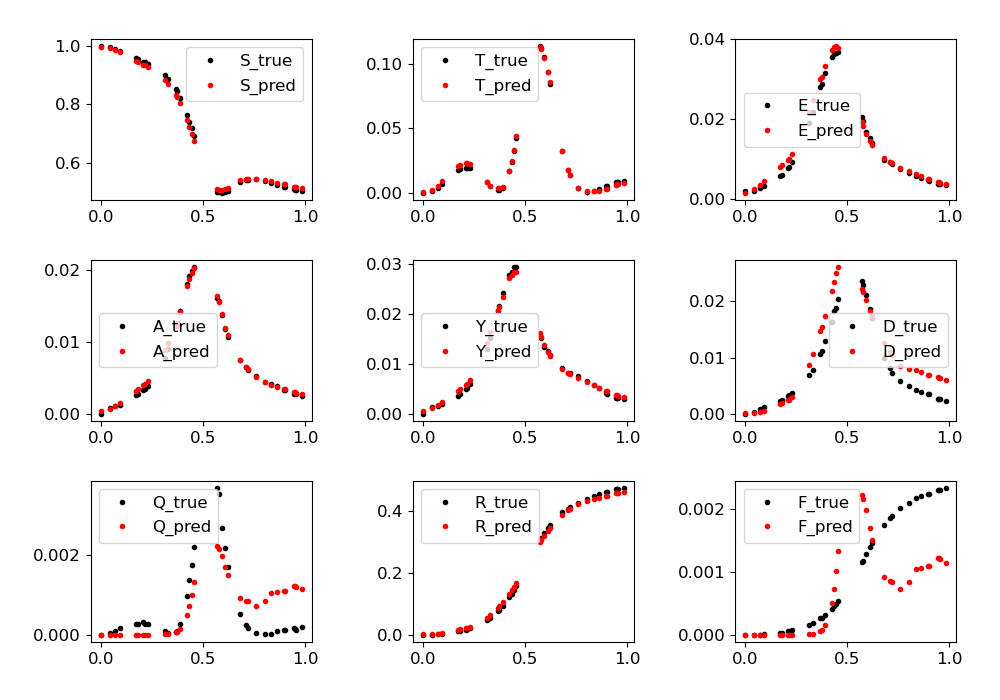 1.0
0.8
0.6
0.0 0.5 1.0
S_true
S_pred
0.10
0.05
0.00
0.0 0.5 1.0
T_true
T_pred
0.04
0.02
0.00
0.0 0.5 1.0
E_true
E_pred
0.02
0.01
0.00
0.0 0.5 1.0
A_true
A_pred
0.03
0.02
0.01
0.00
0.0 0.5 1.0
Y_true
Y_pred
0.02
0.01
0.00
0.0 0.5 1.0
D_true
D_pred
0.002
0.000
0.0 0.5 1.0
Q_true
Q_pred
0.4
0.2
0.0
0.0 0.5 1.0
R_true
R_pred
0.002
0.001
0.000
0.0 0.5 1.0
F_true
F_pred